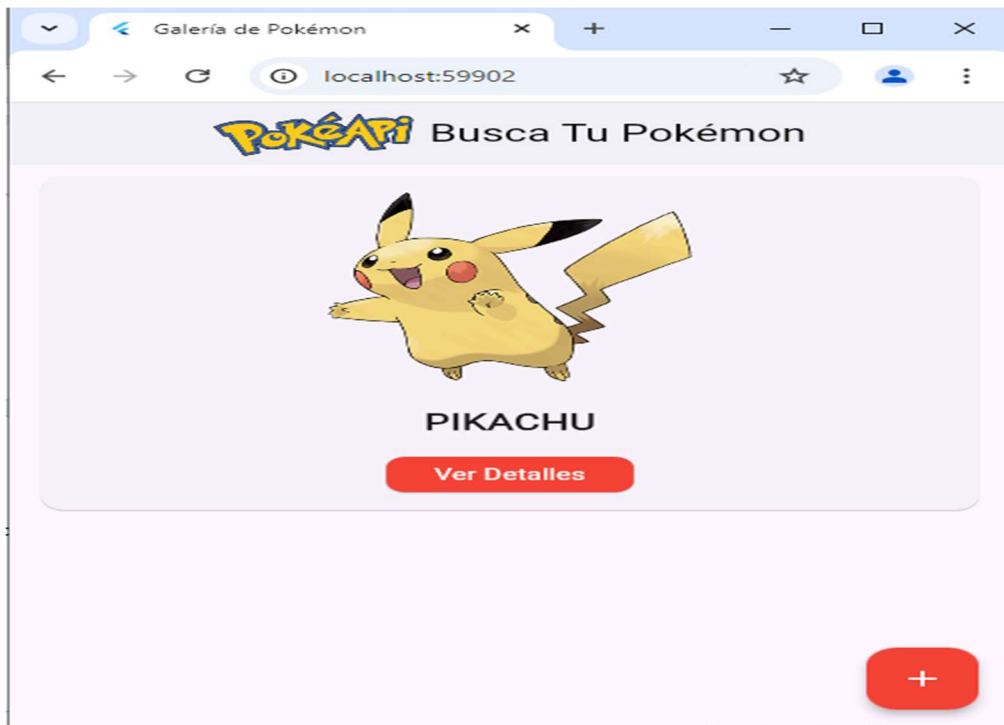 Galería de Pokémon
localhost:59902
PokéApi Busca Tu Pokémon
PIKACHU
Ver Detalles